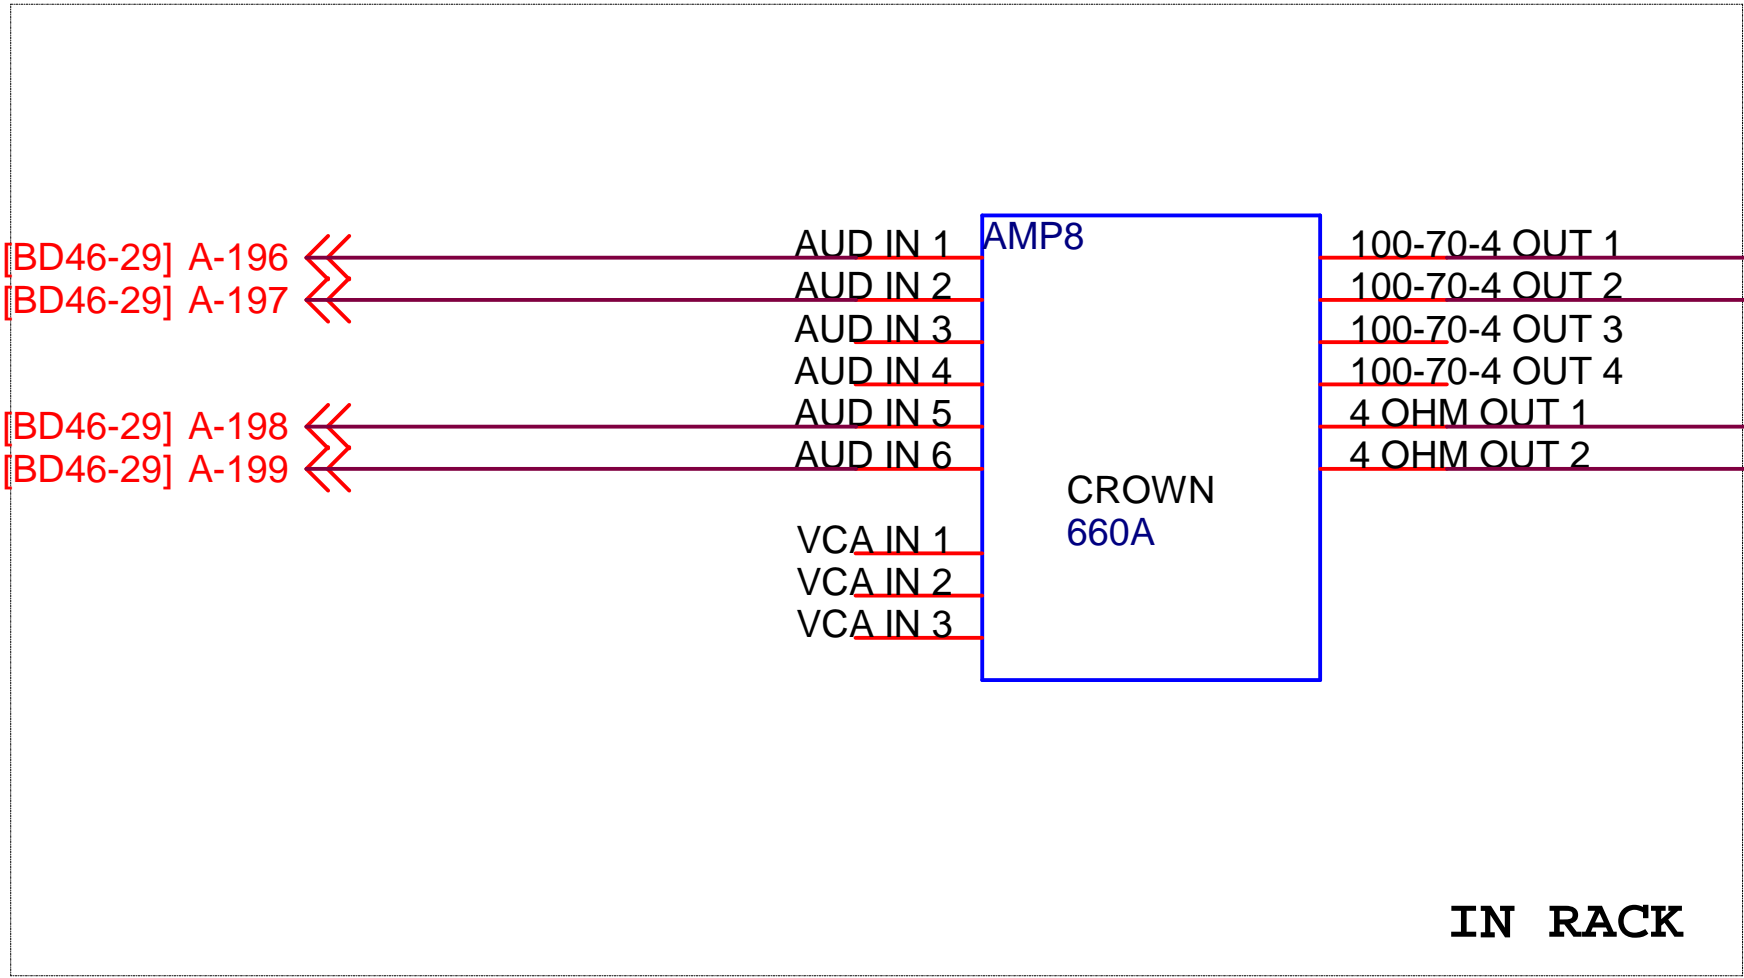 [BD46-29] A-196 AUD IN 1 AMP8 100-70-4 OUT 1
[BD46-29] A-197 AUD IN 2 100-70-4 OUT 2
AUD IN 3 100-70-4 OUT 3
AUD IN 4 100-70-4 OUT 4
[BD46-29] A-198 AUD IN 5 4 OHM OUT 1
[BD46-29] A-199 AUD IN 6 4 OHM OUT 2
CROWN
660A
VCA IN 1
VCA IN 2
VCA IN 3
IN RACK